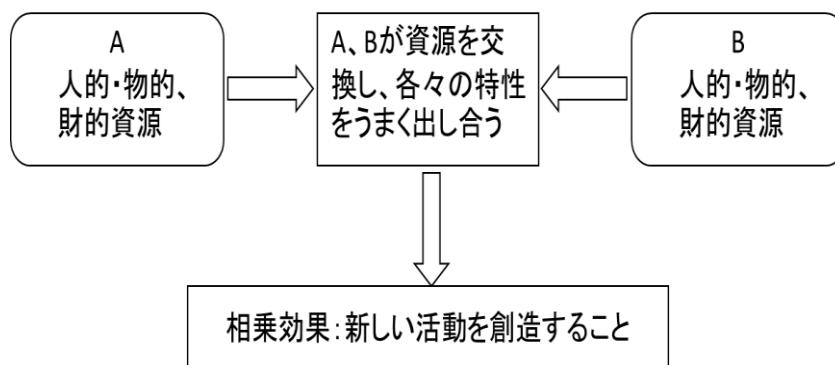 A
人的・物的、
財的資源
A、Bが資源を交
換し、各々の特性
をうまく出し合う
B
人的・物的、
財的資源
相乗効果：新しい活動を創造すること